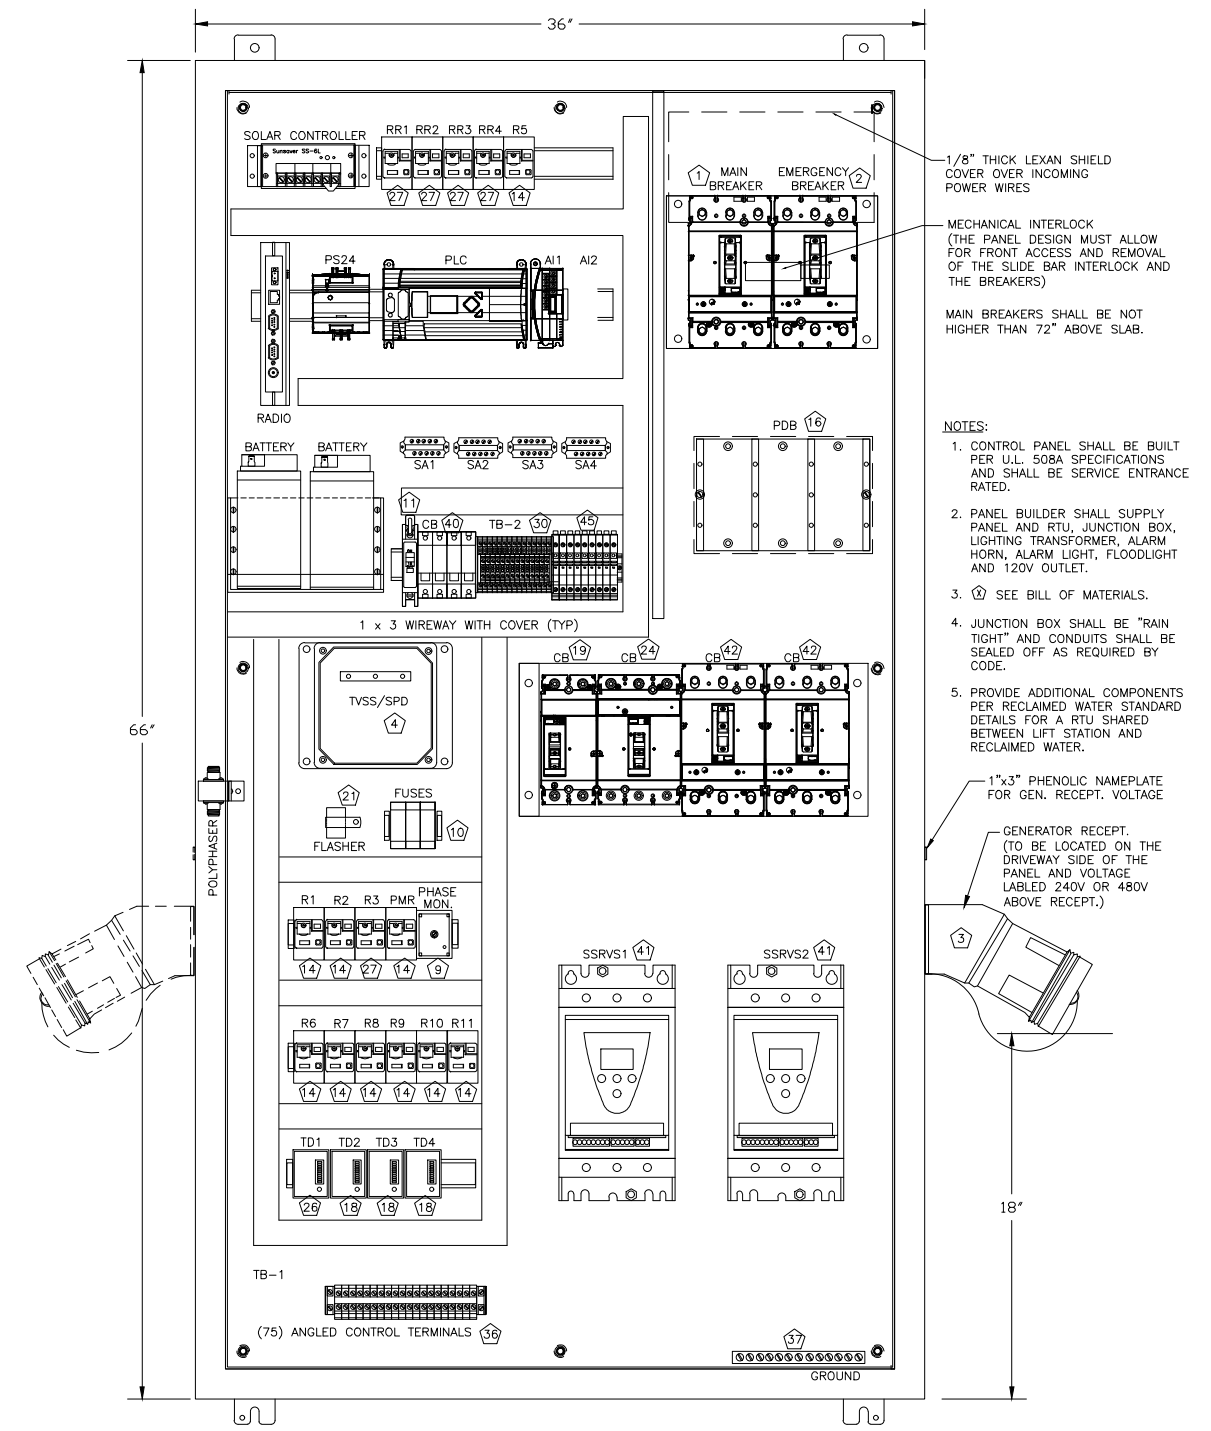 36"
SOLAR CONTROLLER
Sunsaver SS-6L
RR1 RR2 RR3 RR4 R5
27 27 27 27 14
1 MAIN BREAKER
EMERGENCY BREAKER 2
1/8" THICK LEXAN SHIELD
COVER OVER INCOMING
POWER WIRES
MECHANICAL INTERLOCK
(THE PANEL DESIGN MUST ALLOW
FOR FRONT ACCESS AND REMOVAL
OF THE SLIDE BAR INTERLOCK AND
THE BREAKERS)
MAIN BREAKERS SHALL BE NOT
HIGHER THAN 72" ABOVE SLAB.
PS24 PLC AI1 AI2
RADIO
BATTERY BATTERY
SA1 SA2 SA3 SA4
PDB 16
11 CB 40 TB-2 30 45
1 x 3 WIREWAY WITH COVER (TYP)
NOTES:
1. CONTROL PANEL SHALL BE BUILT
PER U.L. 508A SPECIFICATIONS
AND SHALL BE SERVICE ENTRANCE
RATED.
2. PANEL BUILDER SHALL SUPPLY
PANEL AND RTU, JUNCTION BOX,
LIGHTING TRANSFORMER, ALARM
HORN, ALARM LIGHT, FLOODLIGHT
AND 120V OUTLET.
3. X SEE BILL OF MATERIALS.
4. JUNCTION BOX SHALL BE "RAIN
TIGHT" AND CONDUITS SHALL BE
SEALED OFF AS REQUIRED BY
CODE.
5. PROVIDE ADDITIONAL COMPONENTS
PER RECLAIMED WATER STANDARD
DETAILS FOR A RTU SHARED
BETWEEN LIFT STATION AND
RECLAIMED WATER.
CB 19 CB 24 CB 42 CB 42
TVSS/SPD
4
66"
1"x3" PHENOLIC NAMEPLATE
FOR GEN. RECEPT. VOLTAGE
21
FLASHER
FUSES
10
POLYPHASER
GENERATOR RECEPT.
(TO BE LOCATED ON THE
DRIVEWAY SIDE OF THE
PANEL AND VOLTAGE
LABLED 240V OR 480V
ABOVE RECEPT.)
3
R1 R2 R3 PMR PHASE MON.
14 14 27 14 9
SSRVS1 41 SSRVS2 41
R6 R7 R8 R9 R10 R11
14 14 14 14 14 14
TD1 TD2 TD3 TD4
26 18 18 18
18"
TB-1
(75) ANGLED CONTROL TERMINALS 36
37
GROUND